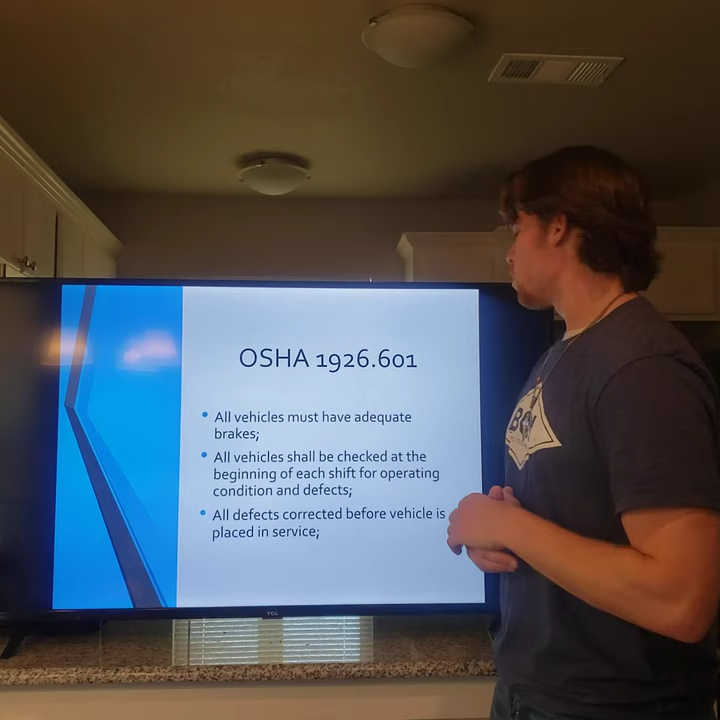 OSHA 1926.601
• All vehicles must have adequate
brakes;
• All vehicles shall be checked at the
beginning of each shift for operating
condition and defects;
• All defects corrected before vehicle is
placed in service;
TCL